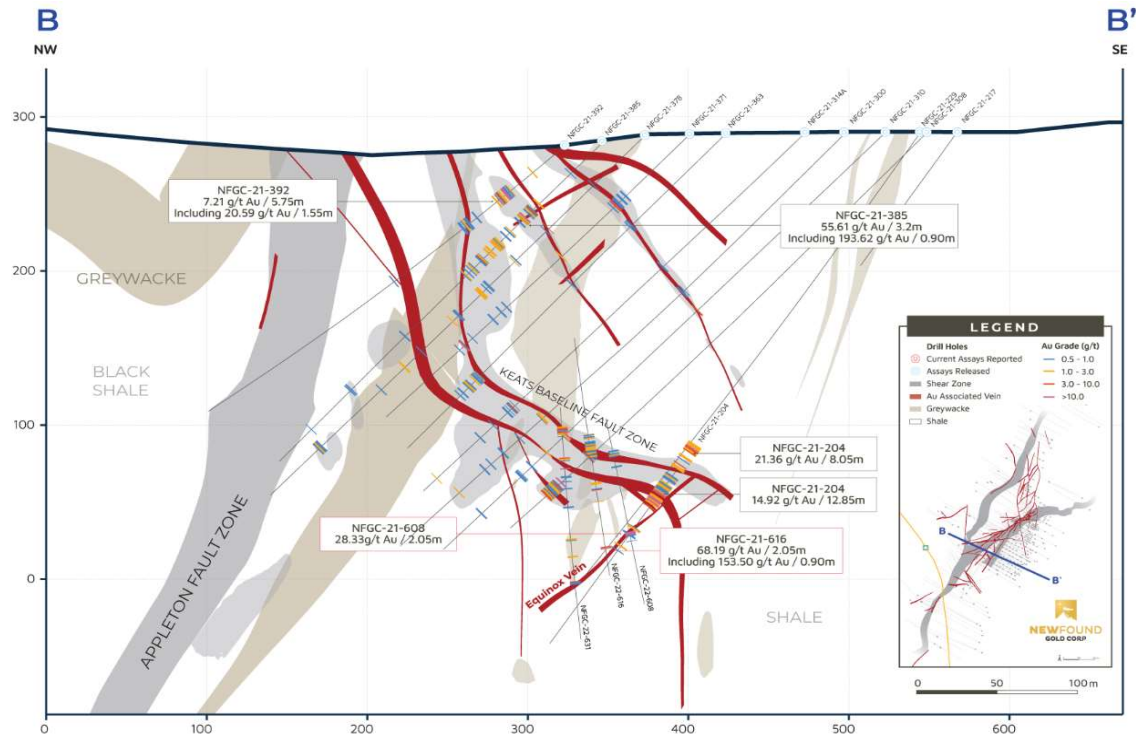 B
NW
B'
SE
300
200
100
0
0
100
200
300
400
500
600
NFGC-21-392
NFGC-21-385
NFGC-21-378
NFGC-21-371
NFGC-21-363
NFGC-21-314A
NFGC-21-300
NFGC-21-310
NFGC-21-229
NFGC-21-308
NFGC-21-217
NFGC-21-392
7.21 g/t Au / 5.75m
Including 20.59 g/t Au / 1.55m
NFGC-21-385
55.61 g/t Au / 3.2m
Including 193.62 g/t Au / 0.90m
GREYWACKE
BLACK
SHALE
APPLETON FAULT ZONE
KEATS/BASELINE FAULT ZONE
NFGC-21-204
NFGC-21-204
21.36 g/t Au / 8.05m
NFGC-21-204
14.92 g/t Au / 12.85m
NFGC-21-608
28.33g/t Au / 2.05m
NFGC-21-616
68.19 g/t Au / 2.05m
Including 153.50 g/t Au / 0.90m
Equinox Vein
NFGC-22-631
NFGC-22-616
NFGC-22-608
SHALE
LEGEND
Drill Holes
Current Assays Reported
Assays Released
Shear Zone
Au Associated Vein
Greywacke
Shale
Au Grade (g/t)
0.5 - 1.0
1.0 - 3.0
3.0 - 10.0
>10.0
B
B'
NEWFOUND
GOLD CORP
0
50
100 m